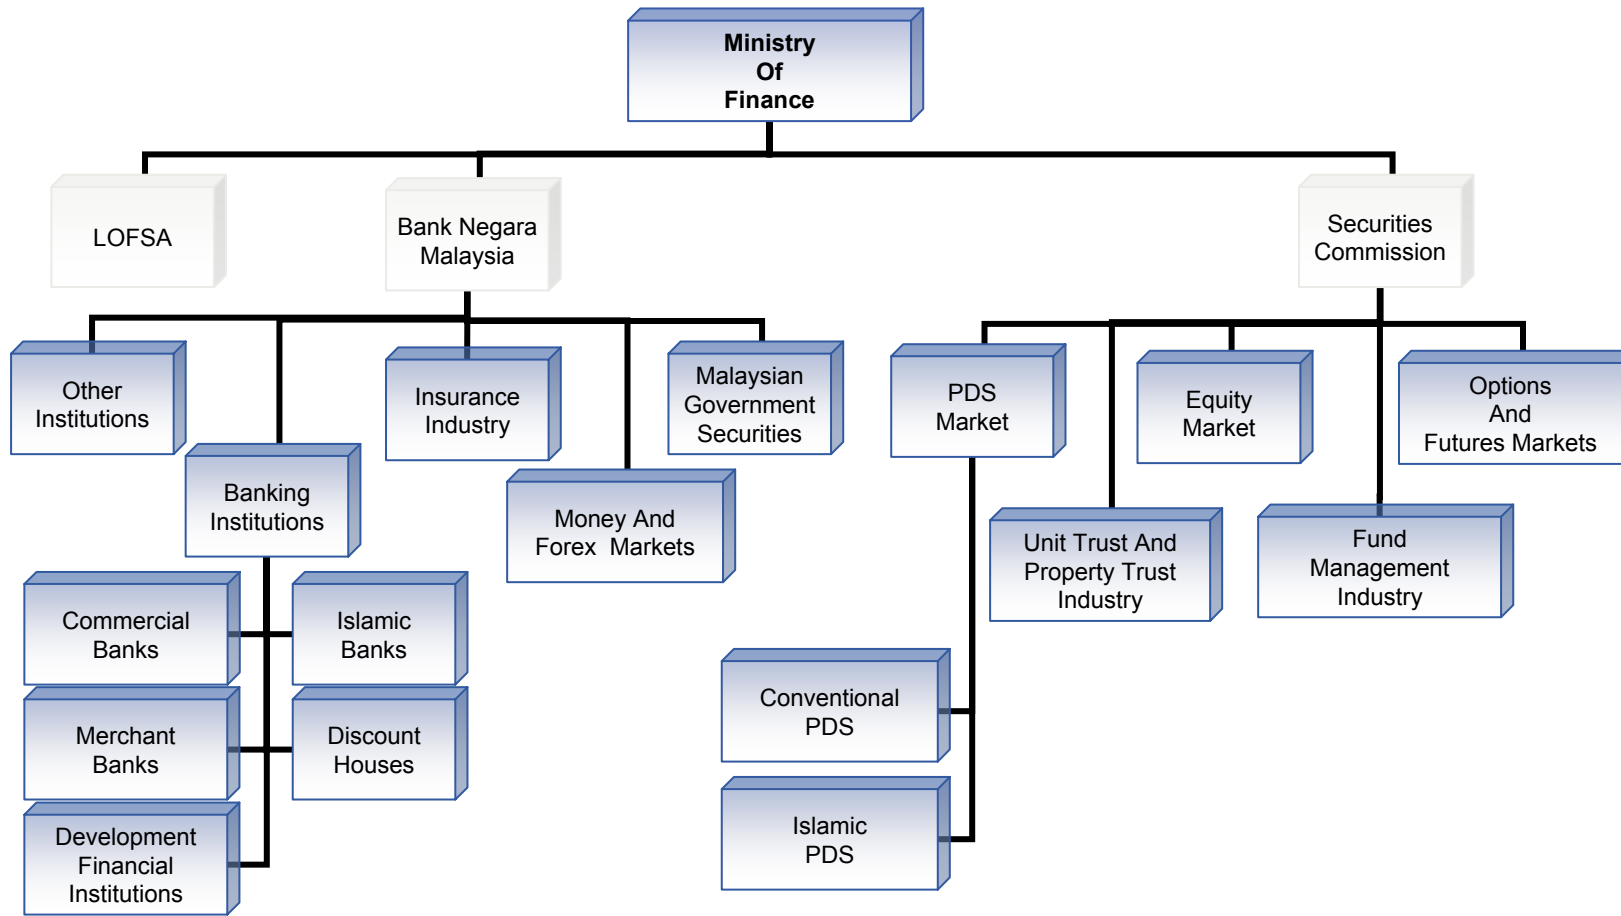 Ministry
Of
Finance
LOFSA
Bank Negara
Malaysia
Securities
Commission
Other
Institutions
Insurance
Industry
Malaysian
Government
Securities
PDS
Market
Equity
Market
Options
And
Futures Markets
Banking
Institutions
Money And
Forex Markets
Unit Trust And
Property Trust
Industry
Fund
Management
Industry
Commercial
Banks
Islamic
Banks
Merchant
Banks
Discount
Houses
Development
Financial
Institutions
Conventional
PDS
Islamic
PDS